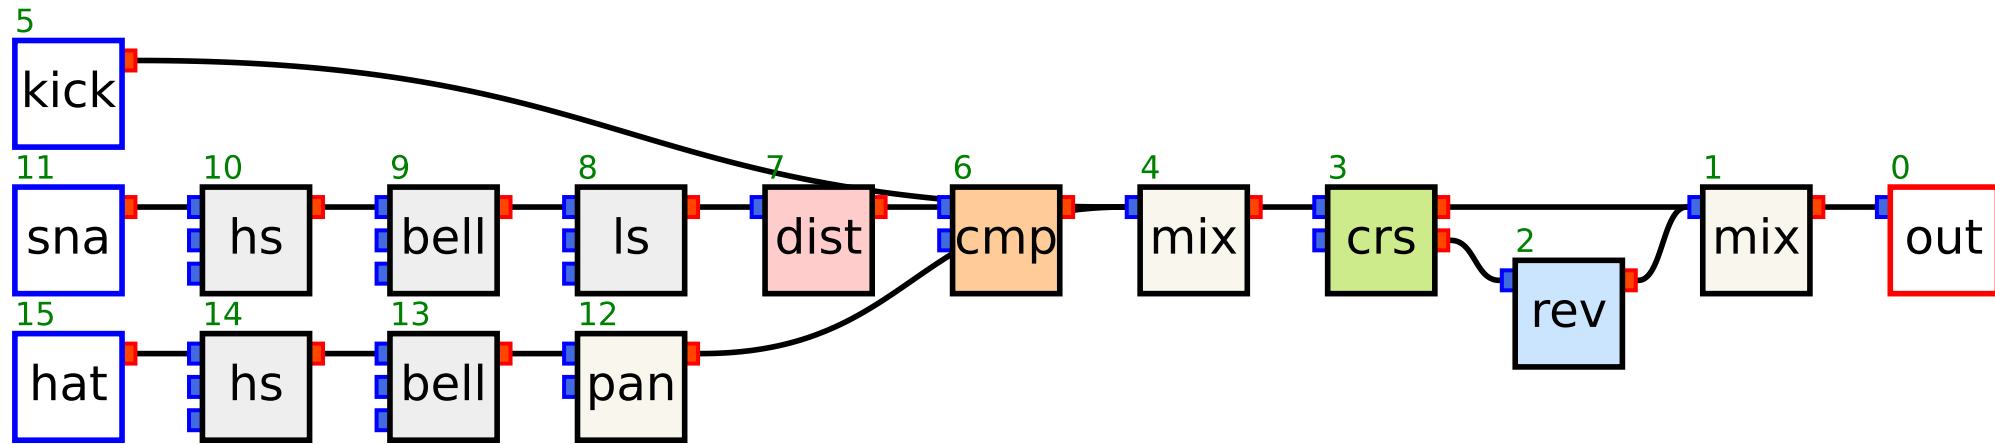 5
kick
11 10 9 8 7 6 4 3 1 0
sna hs bell ls dist cmp mix crs mix out
2
rev
15 14 13 12
hat hs bell pan